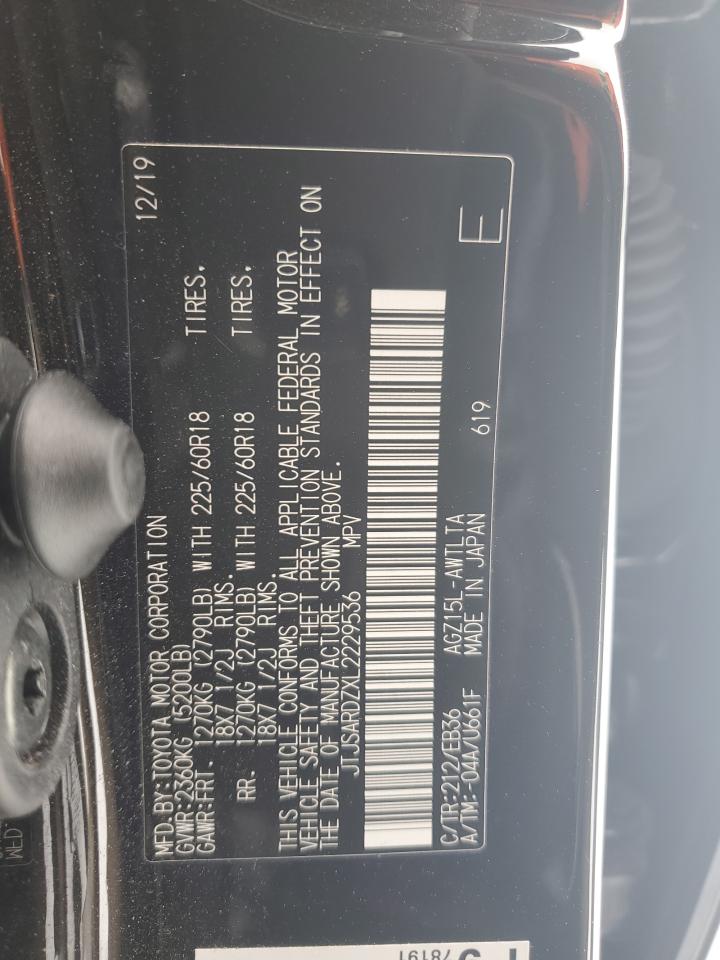 12/19
MFD.BY:TOYOTA MOTOR CORPORATION
GVWR:2360KG (5200LB)
GAWR:FRT. 1270KG (2790LB) WITH 225/60R18 TIRES,
18X7 1/2J RIMS.
RR. 1270KG (2790LB) WITH 225/60R18 TIRES,
18X7 1/2J RIMS.
THIS VEHICLE CONFORMS TO ALL APPLICABLE FEDERAL MOTOR
VEHICLE SAFETY AND THEFT PREVENTION STANDARDS IN EFFECT ON
THE DATE OF MANUFACTURE SHOWN ABOVE.
JTJSARDZXL2229536 MPV
C/TR:212/EB36 AGZ15L-AWTLTA
A/TM:-04A/U661F MADE IN JAPAN 619
E
78191